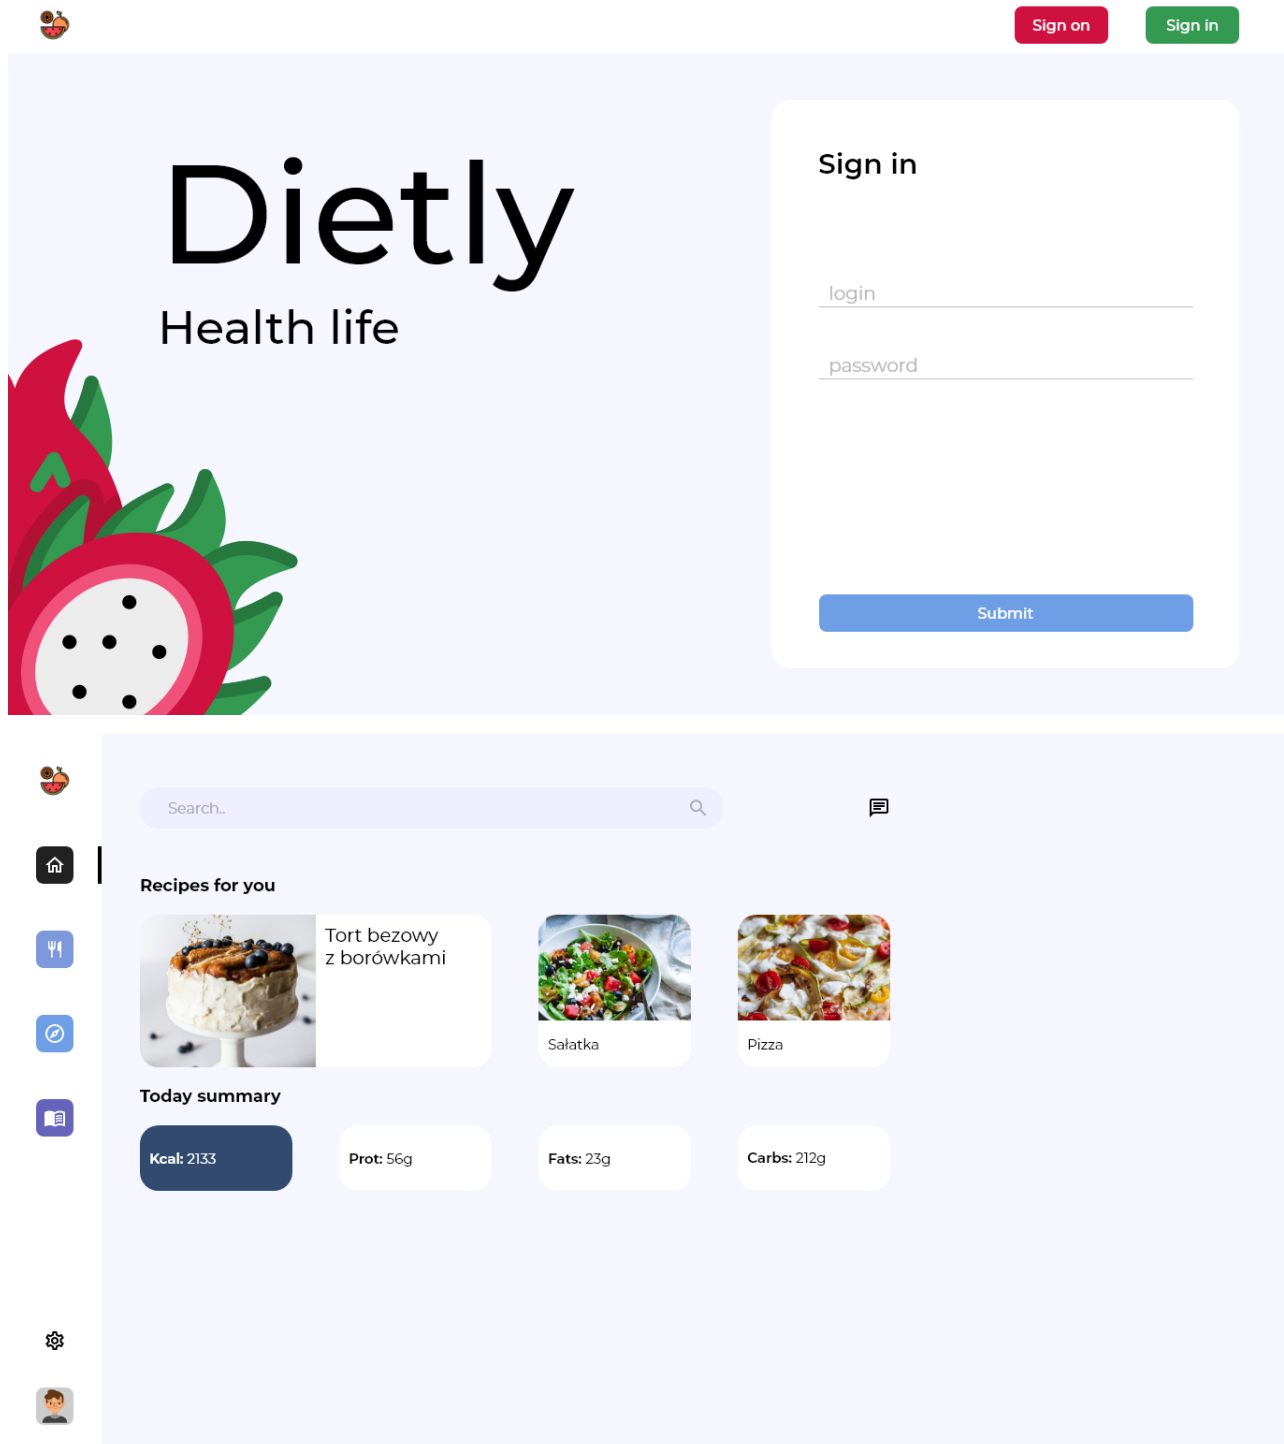 Sign on
Sign in
Dietly
Health life
Sign in
login
password
Submit
Search..
Recipes for you
Tort bezowy
z borówkami
Sałatka
Pizza
Today summary
Kcal: 2133
Prot: 56g
Fats: 23g
Carbs: 212g